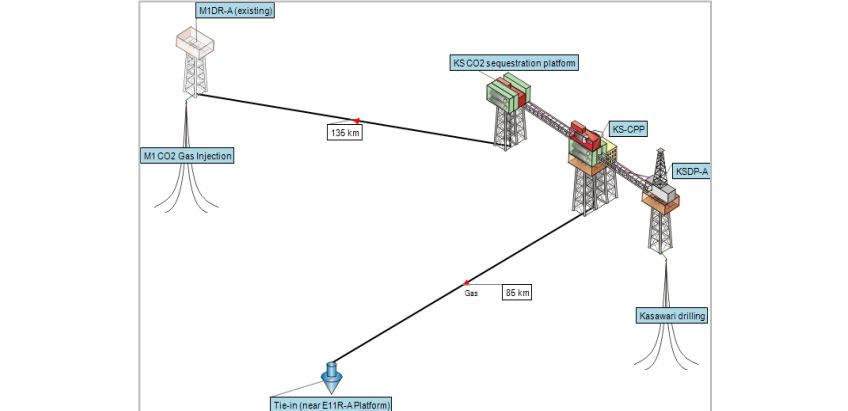 M1DR-A (existing)
KS CO2 sequestration platform
KS-CPP
135 km
M1 CO2 Gas Injection
KSDP-A
Gas
85 km
Kasawari drilling
Tie-in (near E11R-A Platform)